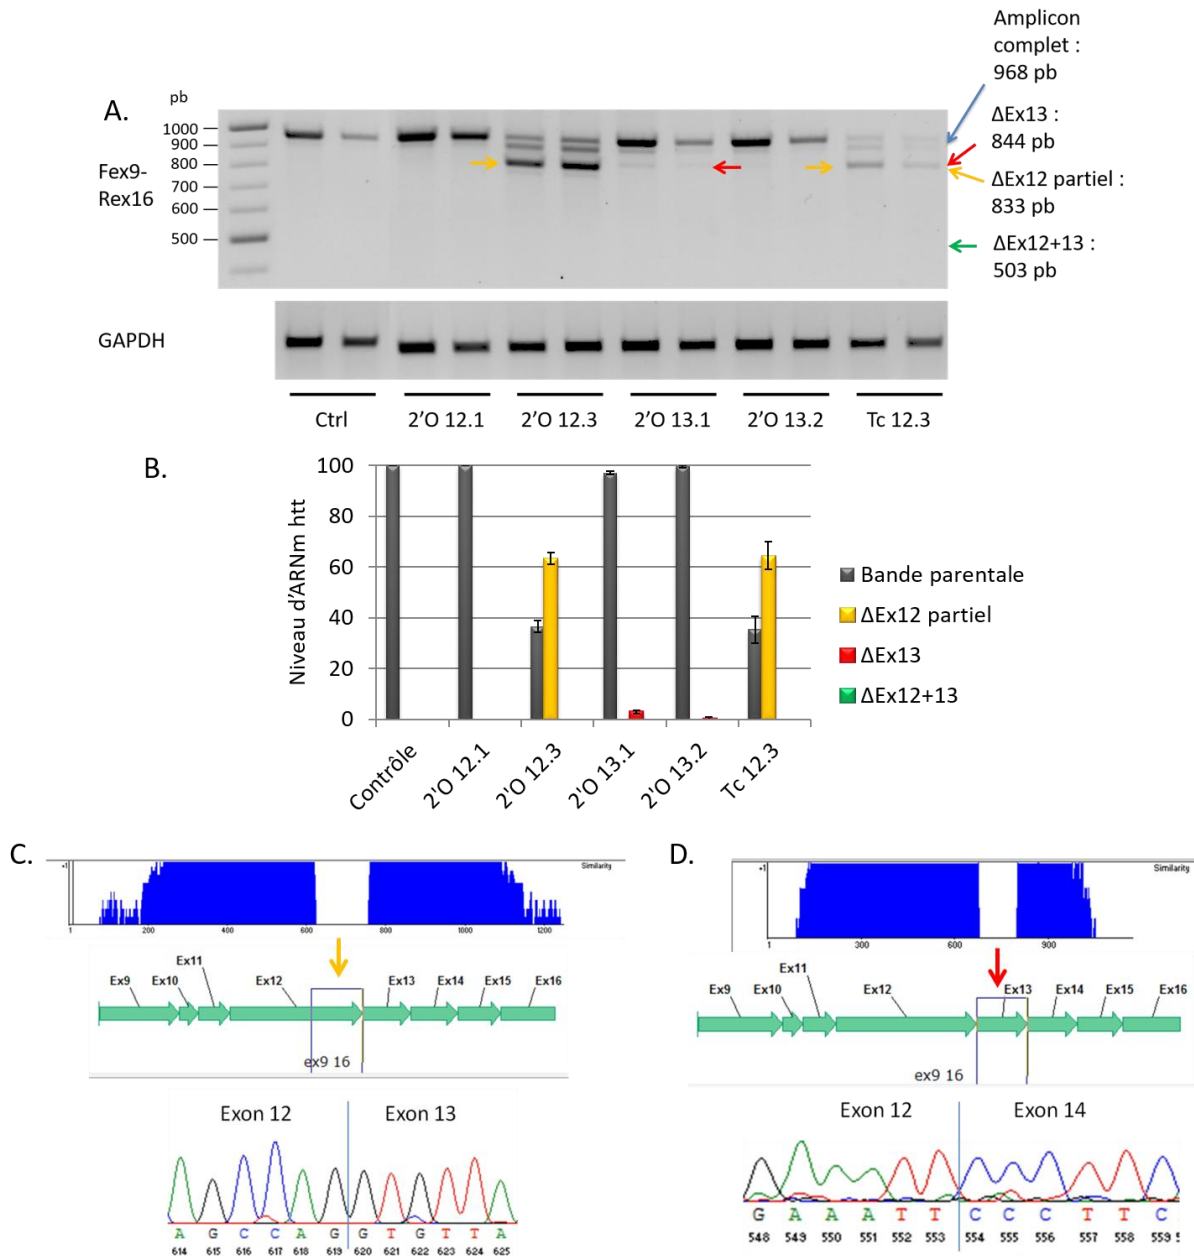 A.
pb
1000
900
800
700
600
500
Fex9-
Rex16
Amplicon
complet :
968 pb
ΔEx13 :
844 pb
ΔEx12 partiel :
833 pb
ΔEx12+13 :
503 pb
GAPDH
Ctrl 2'O 12.1 2'O 12.3 2'O 13.1 2'O 13.2 Tc 12.3
B.
Niveau d'ARNm htt
100
80
60
40
20
0
Contrôle 2'O 12.1 2'O 12.3 2'O 13.1 2'O 13.2 Tc 12.3
Bande parentale
ΔEx12 partiel
ΔEx13
ΔEx12+13
C.
+1 Similarity
1 200 400 600 800 1000 1200
Ex9 Ex10 Ex11 Ex12 Ex13 Ex14 Ex15 Ex16
ex9 16
Exon 12 Exon 13
A G C C A G G T G T T A
614 615 616 617 618 619 620 621 622 623 624 625
D.
+1 Similarity
1 300 600 900
Ex9 Ex10 Ex11 Ex12 Ex13 Ex14 Ex15 Ex16
ex9 16
Exon 12 Exon 14
G A A A T T C C C T T C
548 549 550 551 552 553 554 555 556 557 558 559